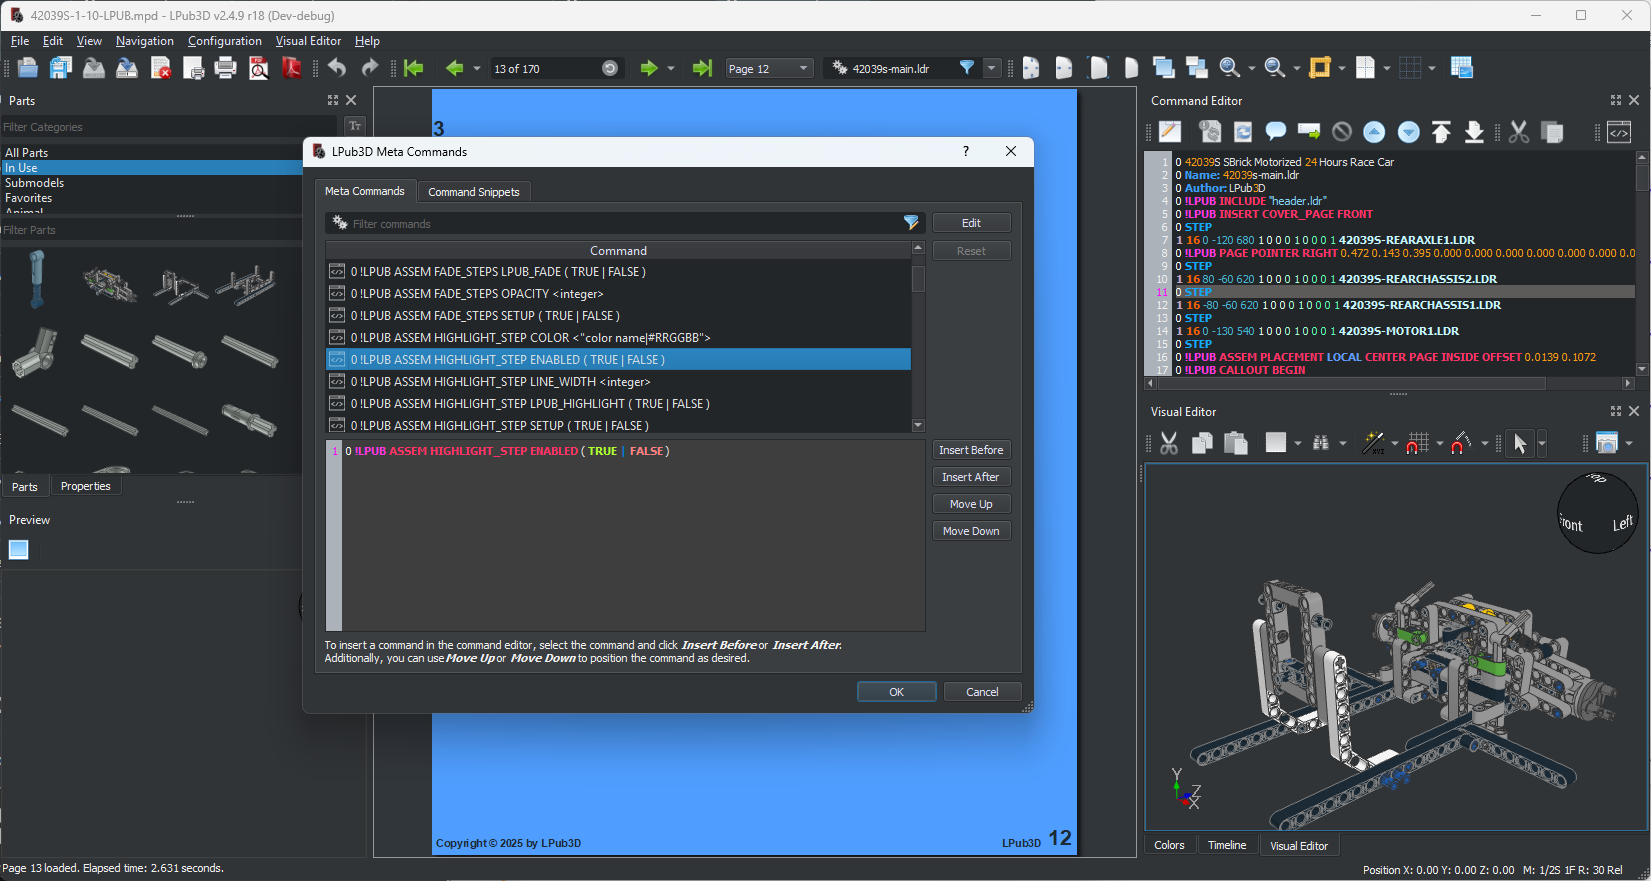 42039S-1-10-LPUB.mpd - LPub3D v2.4.9 r18 (Dev-debug)
File Edit View Navigation Configuration Visual Editor Help
13 of 170
Page 12
42039s-main.ldr
Parts
Filter Categories
Tт
All Parts
In Use
Submodels
Favorites
Animal
Filter Parts
Parts
Properties
Preview
3
Copyright © 2025 by LPub3D
LPub3D 12
LPub3D Meta Commands
?
Meta Commands
Command Snippets
Filter commands
Edit
Reset
Command
0 !LPUB ASSEM FADE_STEPS LPUB_FADE ( TRUE | FALSE )
0 !LPUB ASSEM FADE_STEPS OPACITY <integer>
0 !LPUB ASSEM FADE_STEPS SETUP ( TRUE | FALSE )
0 !LPUB ASSEM HIGHLIGHT_STEP COLOR <"color name|#RRGGBB">
0 !LPUB ASSEM HIGHLIGHT_STEP ENABLED ( TRUE | FALSE )
0 !LPUB ASSEM HIGHLIGHT_STEP LINE_WIDTH <integer>
0 !LPUB ASSEM HIGHLIGHT_STEP LPUB_HIGHLIGHT ( TRUE | FALSE )
0 !LPUB ASSEM HIGHLIGHT_STEP SETUP ( TRUE | FALSE )
1 0 !LPUB ASSEM HIGHLIGHT_STEP ENABLED ( TRUE | FALSE )
Insert Before
Insert After
Move Up
Move Down
To insert a command in the command editor, select the command and click Insert Before or Insert After.
Additionally, you can use Move Up or Move Down to position the command as desired.
OK
Cancel
Command Editor
1 0 42039S SBrick Motorized 24 Hours Race Car
2 0 Name: 42039s-main.ldr
3 0 Author: LPub3D
4 0 !LPUB INCLUDE "header.ldr"
5 0 !LPUB INSERT COVER_PAGE FRONT
6 0 STEP
7 1 16 0 -120 680 1 0 0 0 1 0 0 0 1 42039S-REARAXLE1.LDR
8 0 !LPUB PAGE POINTER RIGHT 0.472 0.143 0.395 0.000 0.000 0.000 0.000 0.000 0.000 0.0
9 0 STEP
10 1 16 80 -60 620 1 0 0 0 1 0 0 0 1 42039S-REARCHASSIS2.LDR
11 0 STEP
12 1 16 -80 -60 620 1 0 0 0 1 0 0 0 1 42039S-REARCHASSIS1.LDR
13 0 STEP
14 1 16 0 -130 540 1 0 0 0 1 0 0 0 1 42039S-MOTOR1.LDR
15 0 STEP
16 0 !LPUB ASSEM PLACEMENT LOCAL CENTER PAGE INSIDE OFFSET 0.0139 0.1072
17 0 !LPUB CALLOUT BEGIN
Visual Editor
XYZ
Top
Front
Left
Y
Z
X
Colors
Timeline
Visual Editor
Page 13 loaded. Elapsed time: 2.631 seconds.
Position X: 0.00 Y: 0.00 Z: 0.00 M: 1/2S 1F R: 30 Rel